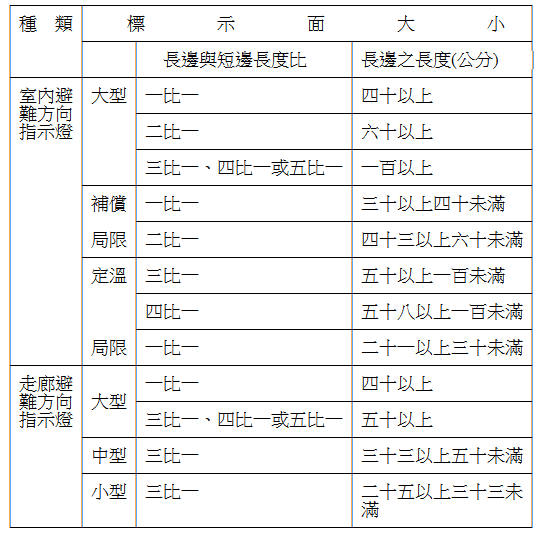 種類 標示面大小
長邊與短邊長度比 長邊之長度(公分)
室內避難方向指示燈 大型 一比一 四十以上
二比一 六十以上
三比一、四比一或五比一 一百以上
補償 一比一 三十以上四十未滿
局限 二比一 四十三以上六十未滿
定溫 三比一 五十以上一百未滿
四比一 五十八以上一百未滿
局限 一比一 二十一以上三十未滿
走廊避難方向指示燈 大型 一比一 四十以上
三比一、四比一或五比一 五十以上
中型 三比一 三十三以上五十未滿
小型 三比一 二十五以上三十三未滿